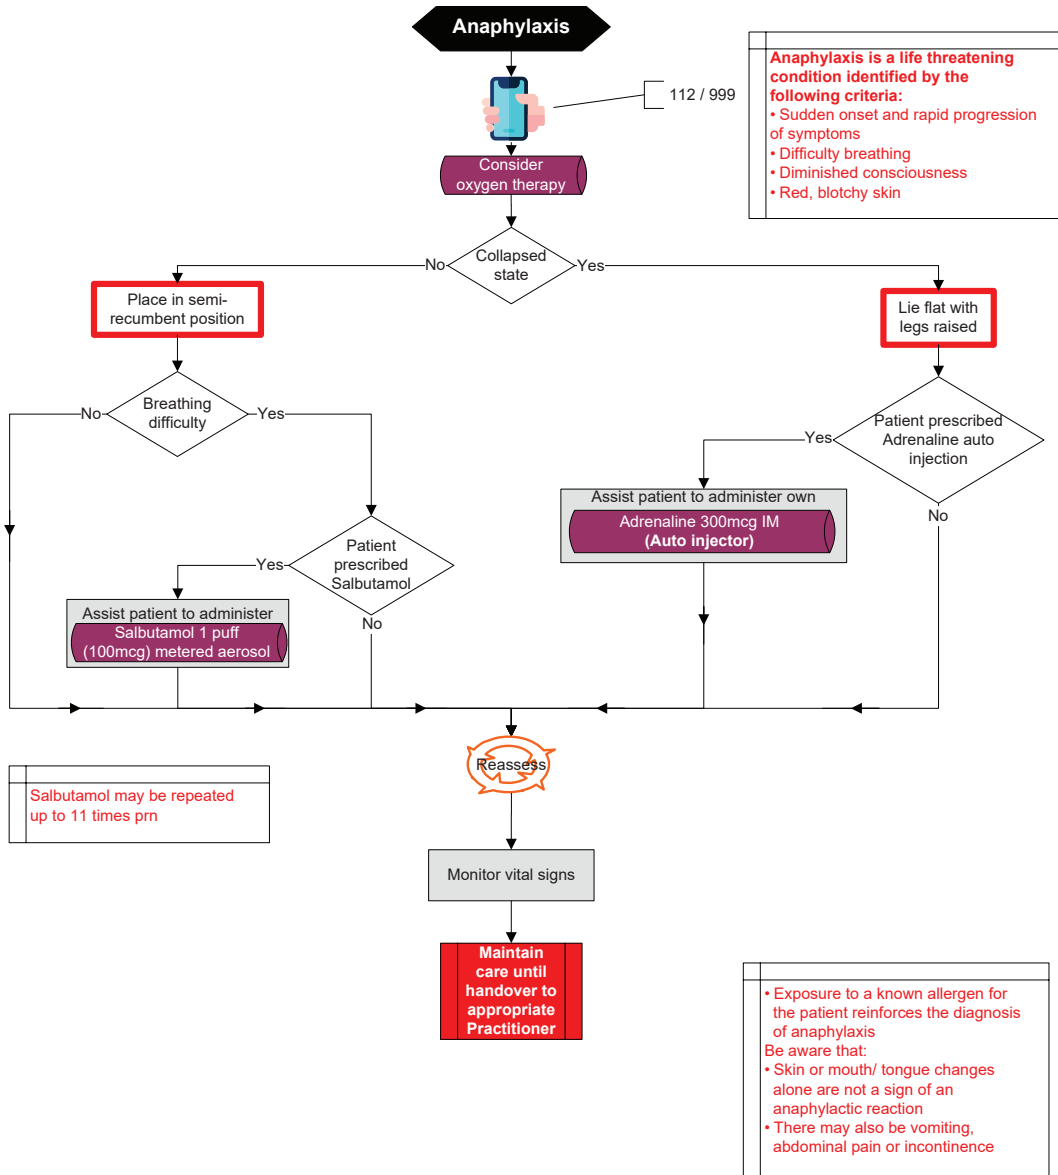 Anaphylaxis
112 / 999
Anaphylaxis is a life threatening
condition identified by the
following criteria:
• Sudden onset and rapid progression
of symptoms
• Difficulty breathing
• Diminished consciousness
• Red, blotchy skin
Consider
oxygen therapy
Collapsed
state
No
Yes
Place in semi-
recumbent position
Lie flat with
legs raised
Breathing
difficulty
No
Yes
Patient prescribed
Adrenaline auto
injection
Yes
No
Assist patient to administer own
Adrenaline 300mcg IM
(Auto injector)
Patient
prescribed
Salbutamol
Yes
No
Assist patient to administer
Salbutamol 1 puff
(100mcg) metered aerosol
Reassess
Salbutamol may be repeated
up to 11 times prn
Monitor vital signs
Maintain
care until
handover to
appropriate
Practitioner
• Exposure to a known allergen for
the patient reinforces the diagnosis
of anaphylaxis
Be aware that:
• Skin or mouth/ tongue changes
alone are not a sign of an
anaphylactic reaction
• There may also be vomiting,
abdominal pain or incontinence